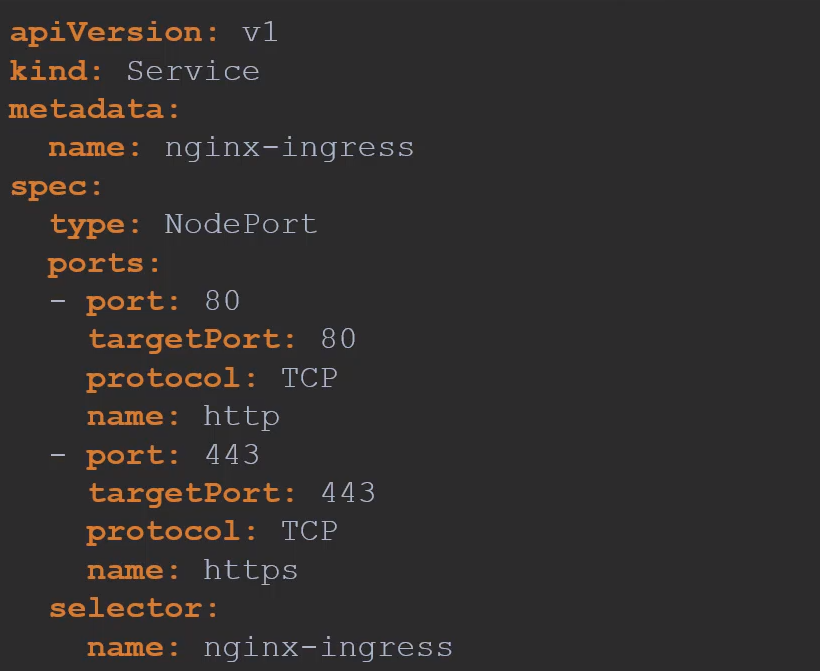 apiVersion: v1
kind: Service
metadata:
  name: nginx-ingress
spec:
  type: NodePort
  ports:
  - port: 80
    targetPort: 80
    protocol: TCP
    name: http
  - port: 443
    targetPort: 443
    protocol: TCP
    name: https
  selector:
    name: nginx-ingress